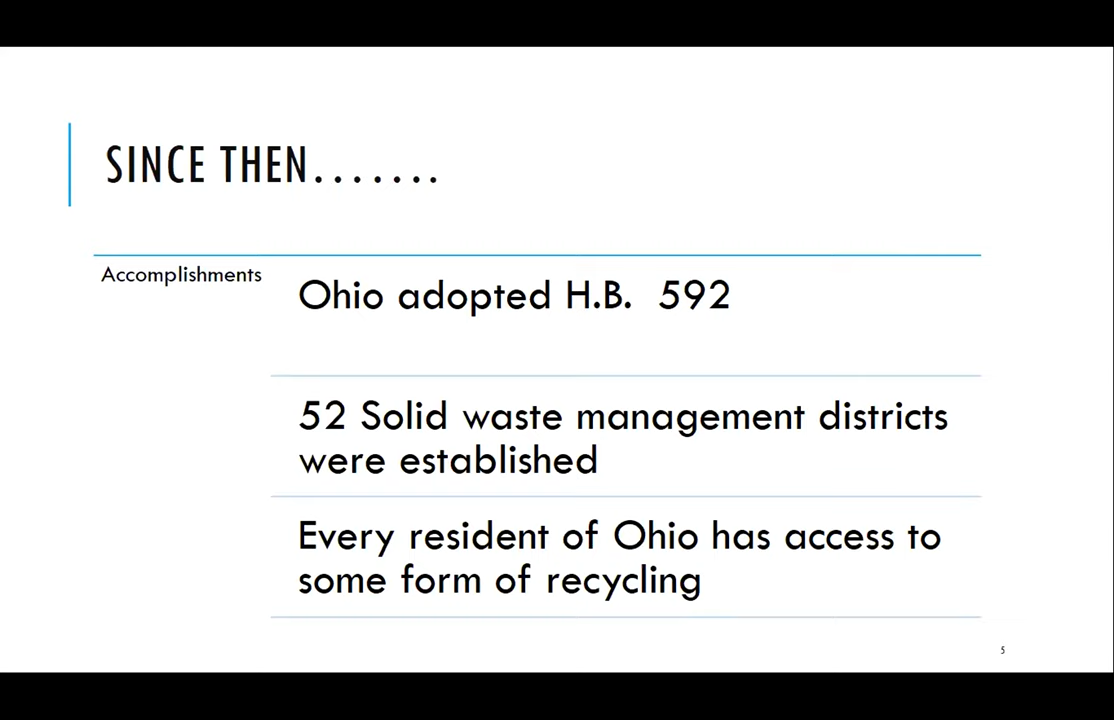 SINCE THEN.......
Accomplishments
Ohio adopted H.B.  592
52 Solid waste management districts
were established
Every resident of Ohio has access to
some form of recycling
5